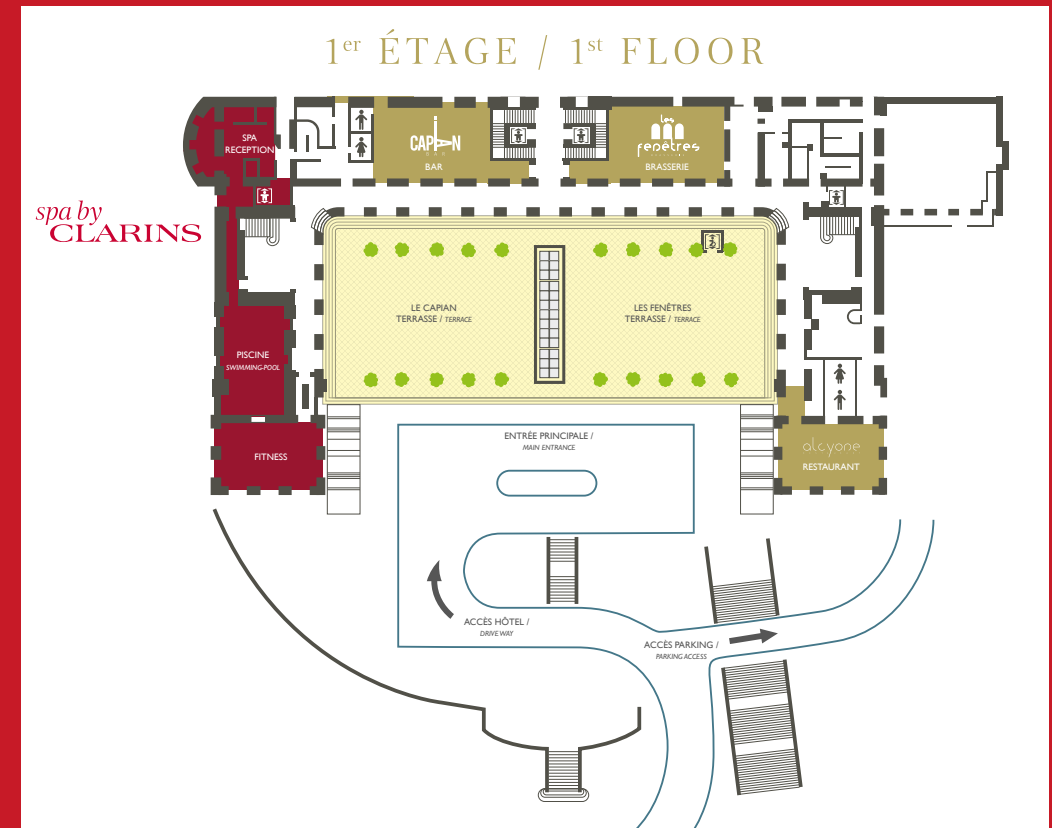 1er ÉTAGE / 1st FLOOR
SPA
RECEPTION
CAPIAN
BAR
BAR
les
fenêtres
BRASSERIE
spa by
CLARINS
LE CAPIAN
TERRASSE / TERRACE
LES FENÊTRES
TERRASSE / TERRACE
PISCINE
SWIMMING-POOL
FITNESS
ENTRÉE PRINCIPALE /
MAIN ENTRANCE
alcyone
RESTAURANT
ACCÈS HÔTEL /
DRIVE WAY
ACCÈS PARKING /
PARKING ACCESS